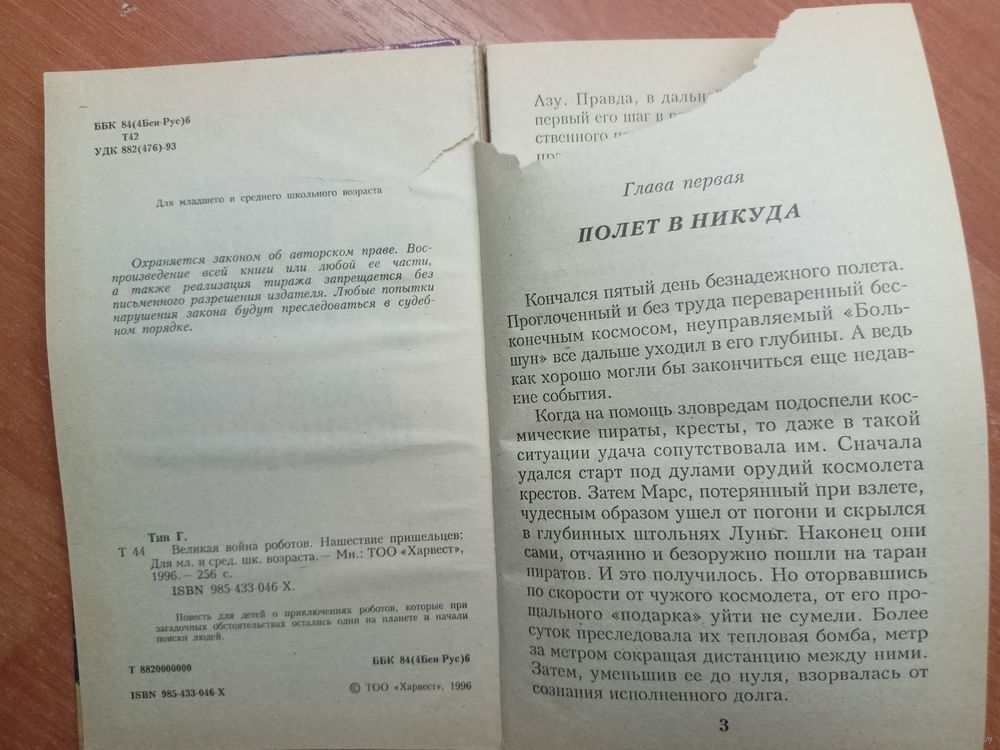 ББК 84(4Беи-Рус)6
Т42
УДК 882(476)-93
Для младшего и среднего школьного возраста
Охраняется законом об авторском праве. Вос-
произведение всей книги или любой ее части,
а также реализация тиража запрещается без
письменного разрешения издателя. Любые попытки
нарушения закона будут преследоваться в судеб-
ном порядке.
Тин Г.
Т 44 Великая война роботов. Нашествие пришельцев:
Для мл. и сред. шк. возраста.— Мн.: ТОО «Харвест»,
1996.— 256 с.
ISBN 985-433-046-X.
Повесть для детей о приключениях роботов, которые при
загадочных обстоятельствах остались одни на планете и начали
поиски людей.
Т 8820000000
ББК 84(4Беи-Рус)6
ISBN 985-433-046-X
© ТОО «Харвест», 1996
Азу. Правда, в даль
первый его шаг в
ственного
Глава первая
ПОЛЕТ В НИКУДА
Кончался пятый день безнадежного полета.
Проглоченный и без труда переваренный бес-
конечным космосом, неуправляемый «Боль-
шун» все дальше уходил в его глубины. А ведь
как хорошо могли бы закончиться еще недав-
ние события.
Когда на помощь зловредам подоспели кос-
мические пираты, кресты, то даже в такой
ситуации удача сопутствовала им. Сначала
удался старт под дулами орудий космолета
крестов. Затем Марс, потерянный при взлете,
чудесным образом ушел от погони и скрылся
в глубинных штольнях Луны. Наконец они
сами, отчаянно и безоружно пошли на таран
пиратов. И это получилось. Но оторвавшись
по скорости от чужого космолета, от его про-
щального «подарка» уйти не сумели. Более
суток преследовала их тепловая бомба, метр
за метром сокращая дистанцию между ними.
Затем, уменьшив ее до нуля, взорвалась от
сознания исполненного долга.
3